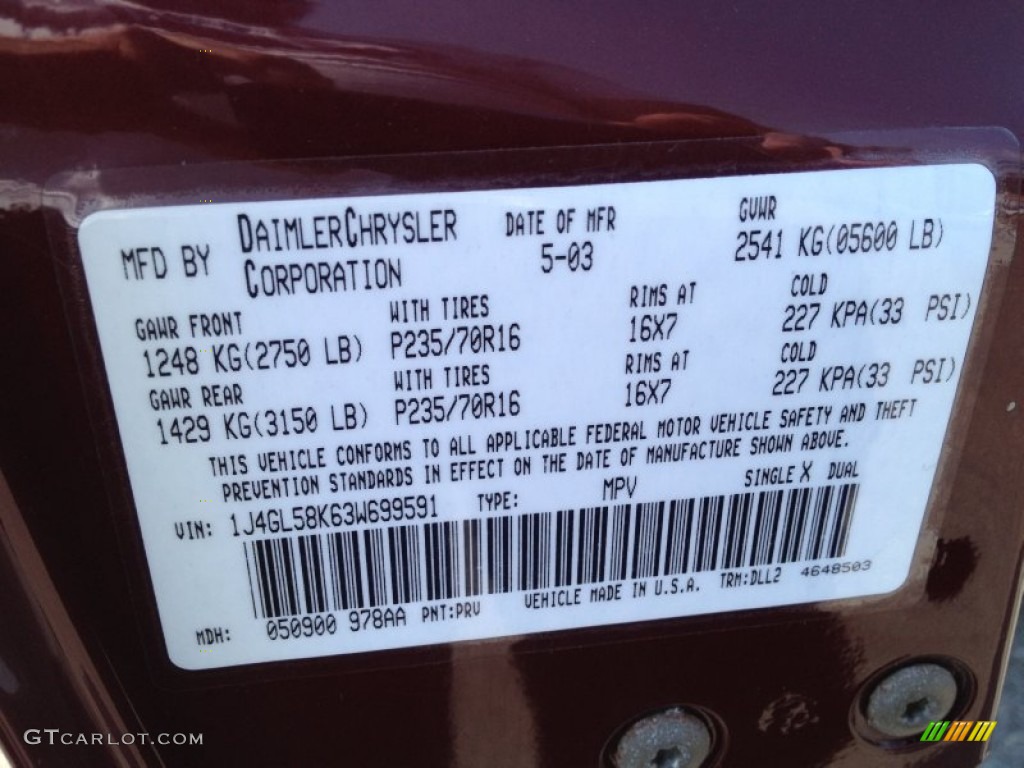 MFD BY DAIMLERCHRYSLER CORPORATION
DATE OF MFR 5-03
GVWR 2541 KG(05600 LB)
GAWR FRONT WITH TIRES RIMS AT COLD
1248 KG(2750 LB) P235/70R16 16X7 227 KPA(33 PSI)
GAWR REAR WITH TIRES RIMS AT COLD
1429 KG(3150 LB) P235/70R16 16X7 227 KPA(33 PSI)
THIS VEHICLE CONFORMS TO ALL APPLICABLE FEDERAL MOTOR VEHICLE SAFETY AND THEFT
PREVENTION STANDARDS IN EFFECT ON THE DATE OF MANUFACTURE SHOWN ABOVE.
VIN: 1J4GL58K63W699591 TYPE: MPV SINGLE X DUAL
MDH: 050900 978AA PNT:PRV VEHICLE MADE IN U.S.A. TRM:DLL2 4648503
GTCARLOT.COM